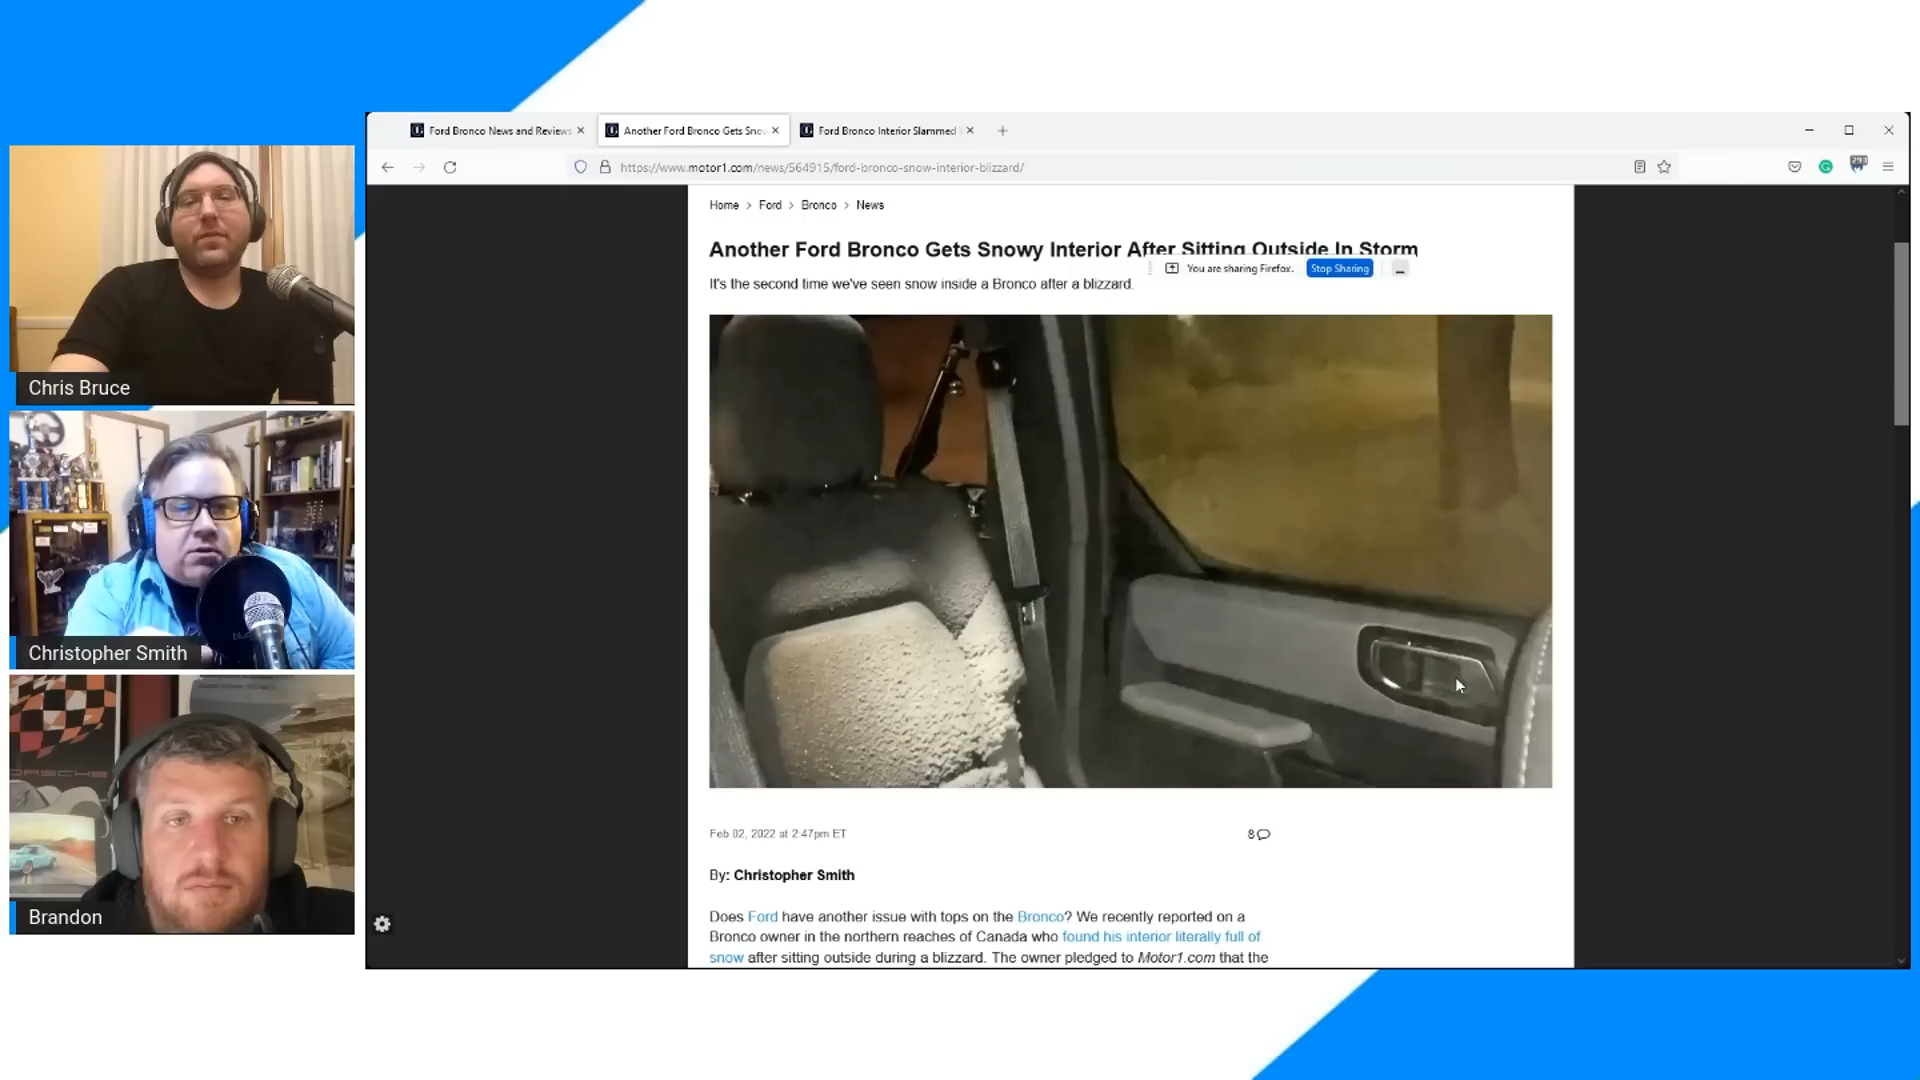 Ford Bronco News and Reviews
Another Ford Bronco Gets Snow
Ford Bronco Interior Slammed
https://www.motor1.com/news/564915/ford-bronco-snow-interior-blizzard/
293
Home > Ford > Bronco > News
Another Ford Bronco Gets Snowy Interior After Sitting Outside In Storm
You are sharing Firefox.
Stop Sharing
It's the second time we've seen snow inside a Bronco after a blizzard.
Chris Bruce
Christopher Smith
PORSCHE
Brandon
Feb 02, 2022 at 2:47pm ET
8
By: Christopher Smith
Does Ford have another issue with tops on the Bronco? We recently reported on a
Bronco owner in the northern reaches of Canada who found his interior literally full of
snow after sitting outside during a blizzard. The owner pledged to Motor1.com that the